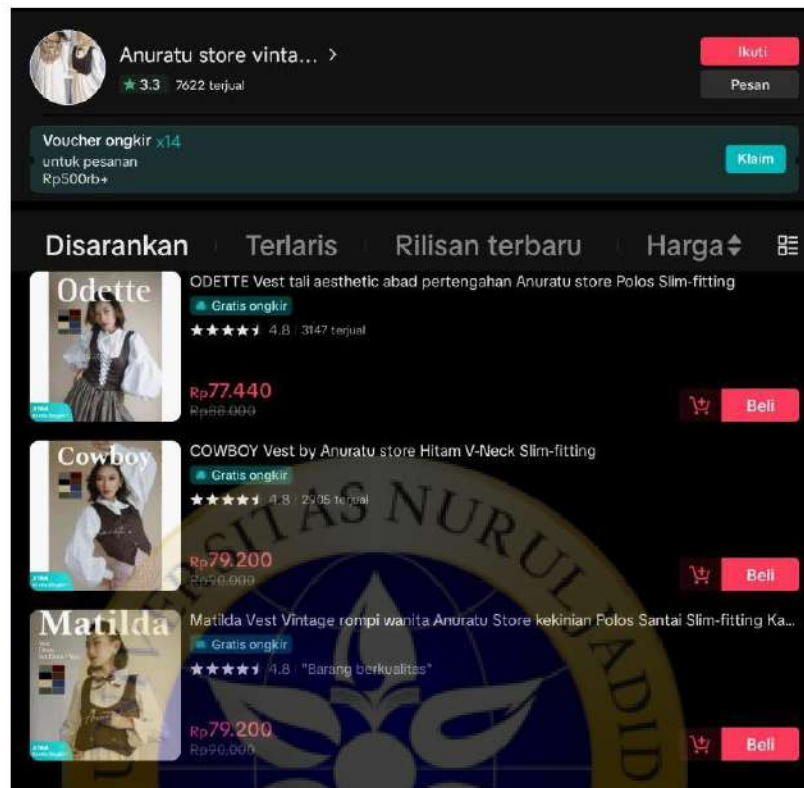 Anuratu store vinta... >
★ 3.3 7622 terjual
Ikuti
Pesan
Voucher ongkir x14
untuk pesanan
Rp500rb+
Klaim
Disarankan Terlaris Rilisan terbaru Harga
Odette
ODETTE Vest tali aesthetic abad pertengahan Anuratu store Polos Slim-fitting
Gratis ongkir
4.8 3147 terjual
Rp77.440
Rp88.000
Beli
Cowboy
COWBOY Vest by Anuratu store Hitam V-Neck Slim-fitting
Gratis ongkir
4.8 2905 terjual
Rp79.200
Rp90.000
Beli
Matilda
Matilda Vest Vintage rompi wanita Anuratu Store kekinian Polos Santai Slim-fitting Ka...
Gratis ongkir
4.8 "Barang berkualitas"
Rp79.200
Rp90.000
Beli
NURUL JADID